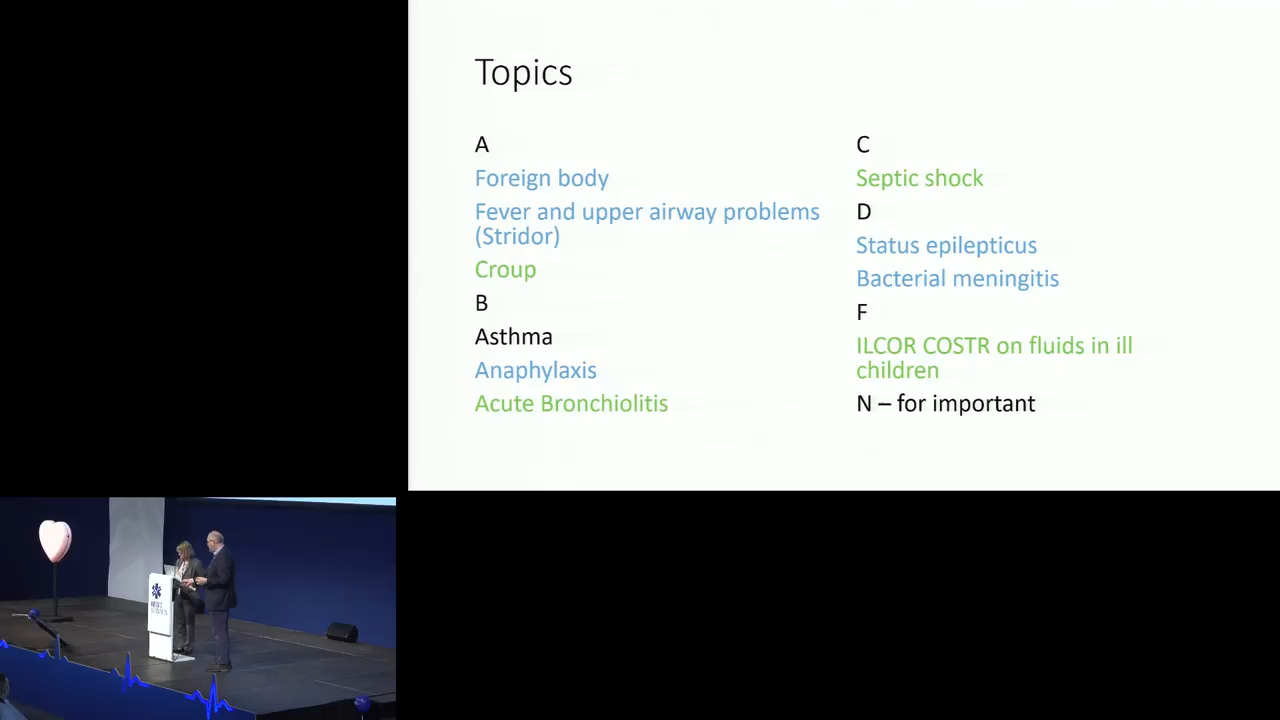 Topics
A
Foreign body
Fever and upper airway problems
(Stridor)
Croup
B
Asthma
Anaphylaxis
Acute Bronchiolitis
C
Septic shock
D
Status epilepticus
Bacterial meningitis
F
ILCOR COSTR on fluids in ill
children
N – for important